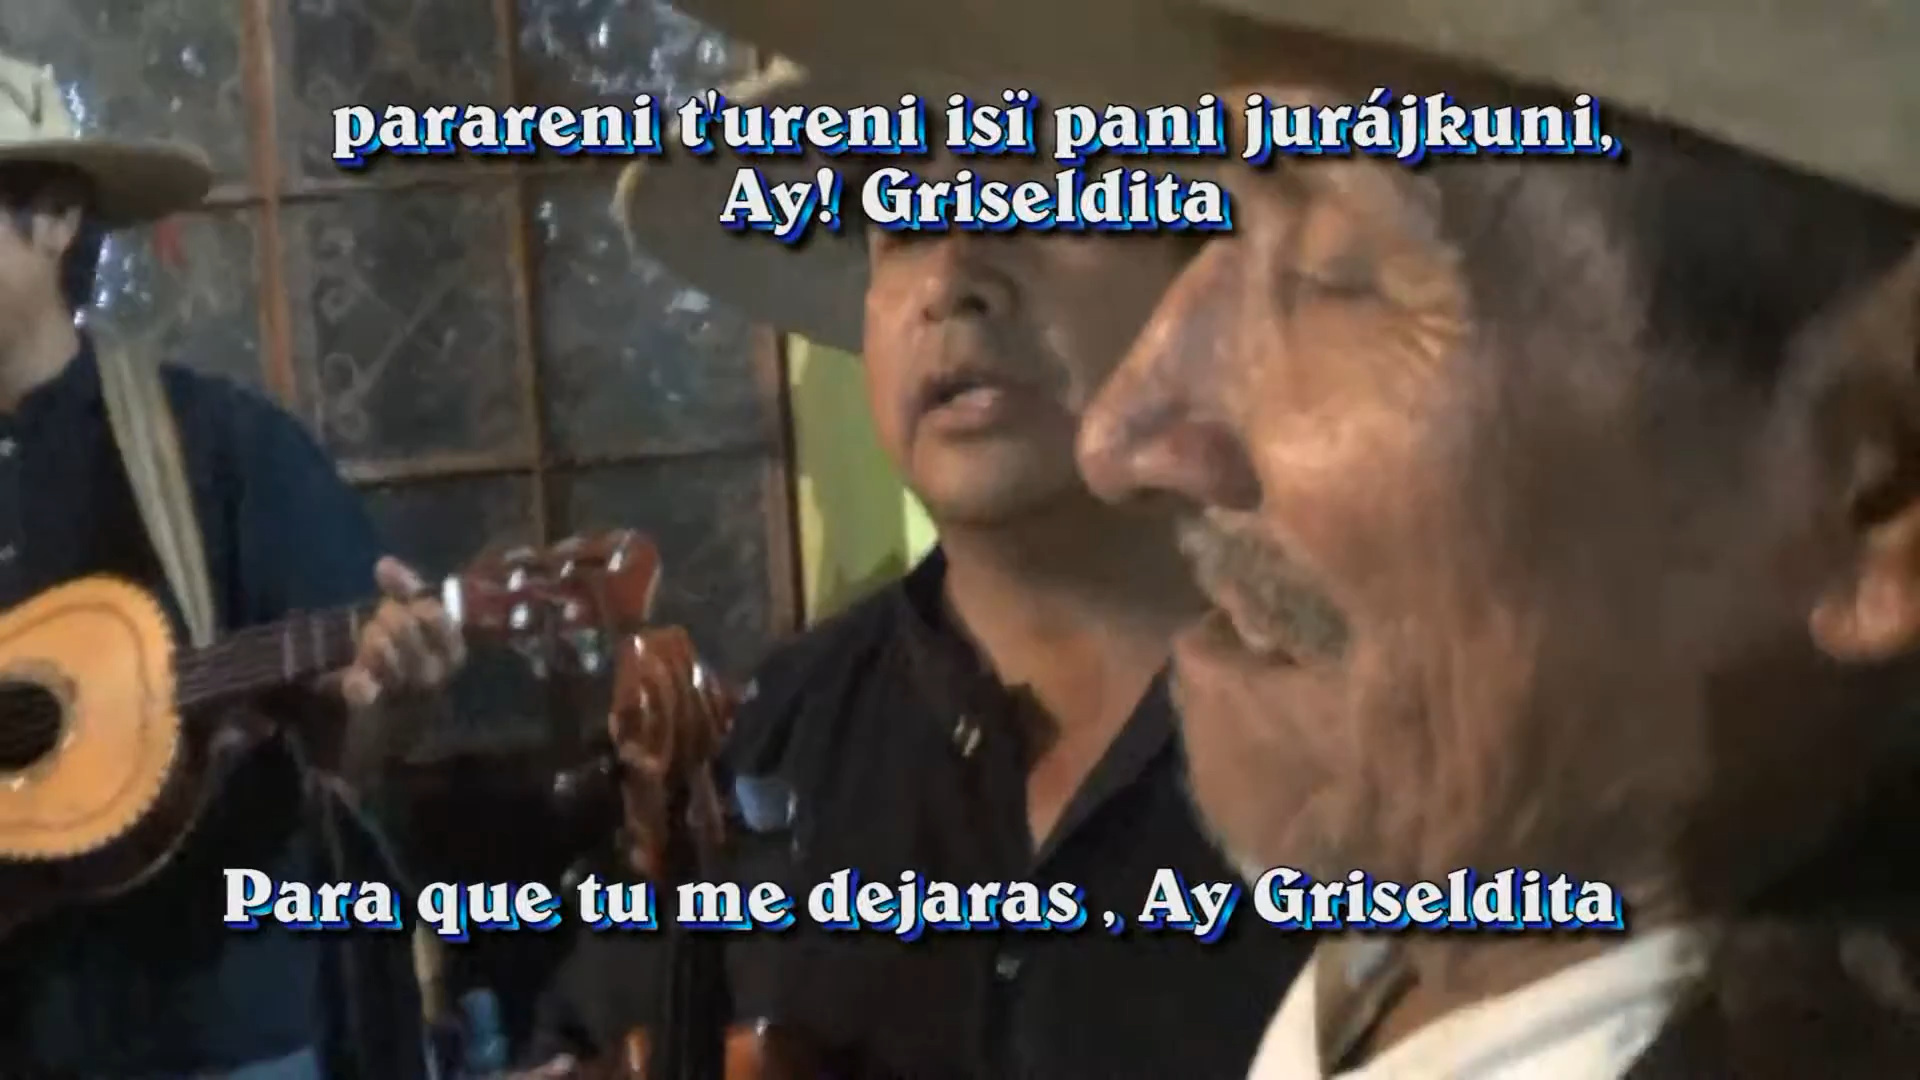 parareni t'ureni isï pani jurájkuni,
Ay! Griseldita
Para que tu me dejaras , Ay Griseldita